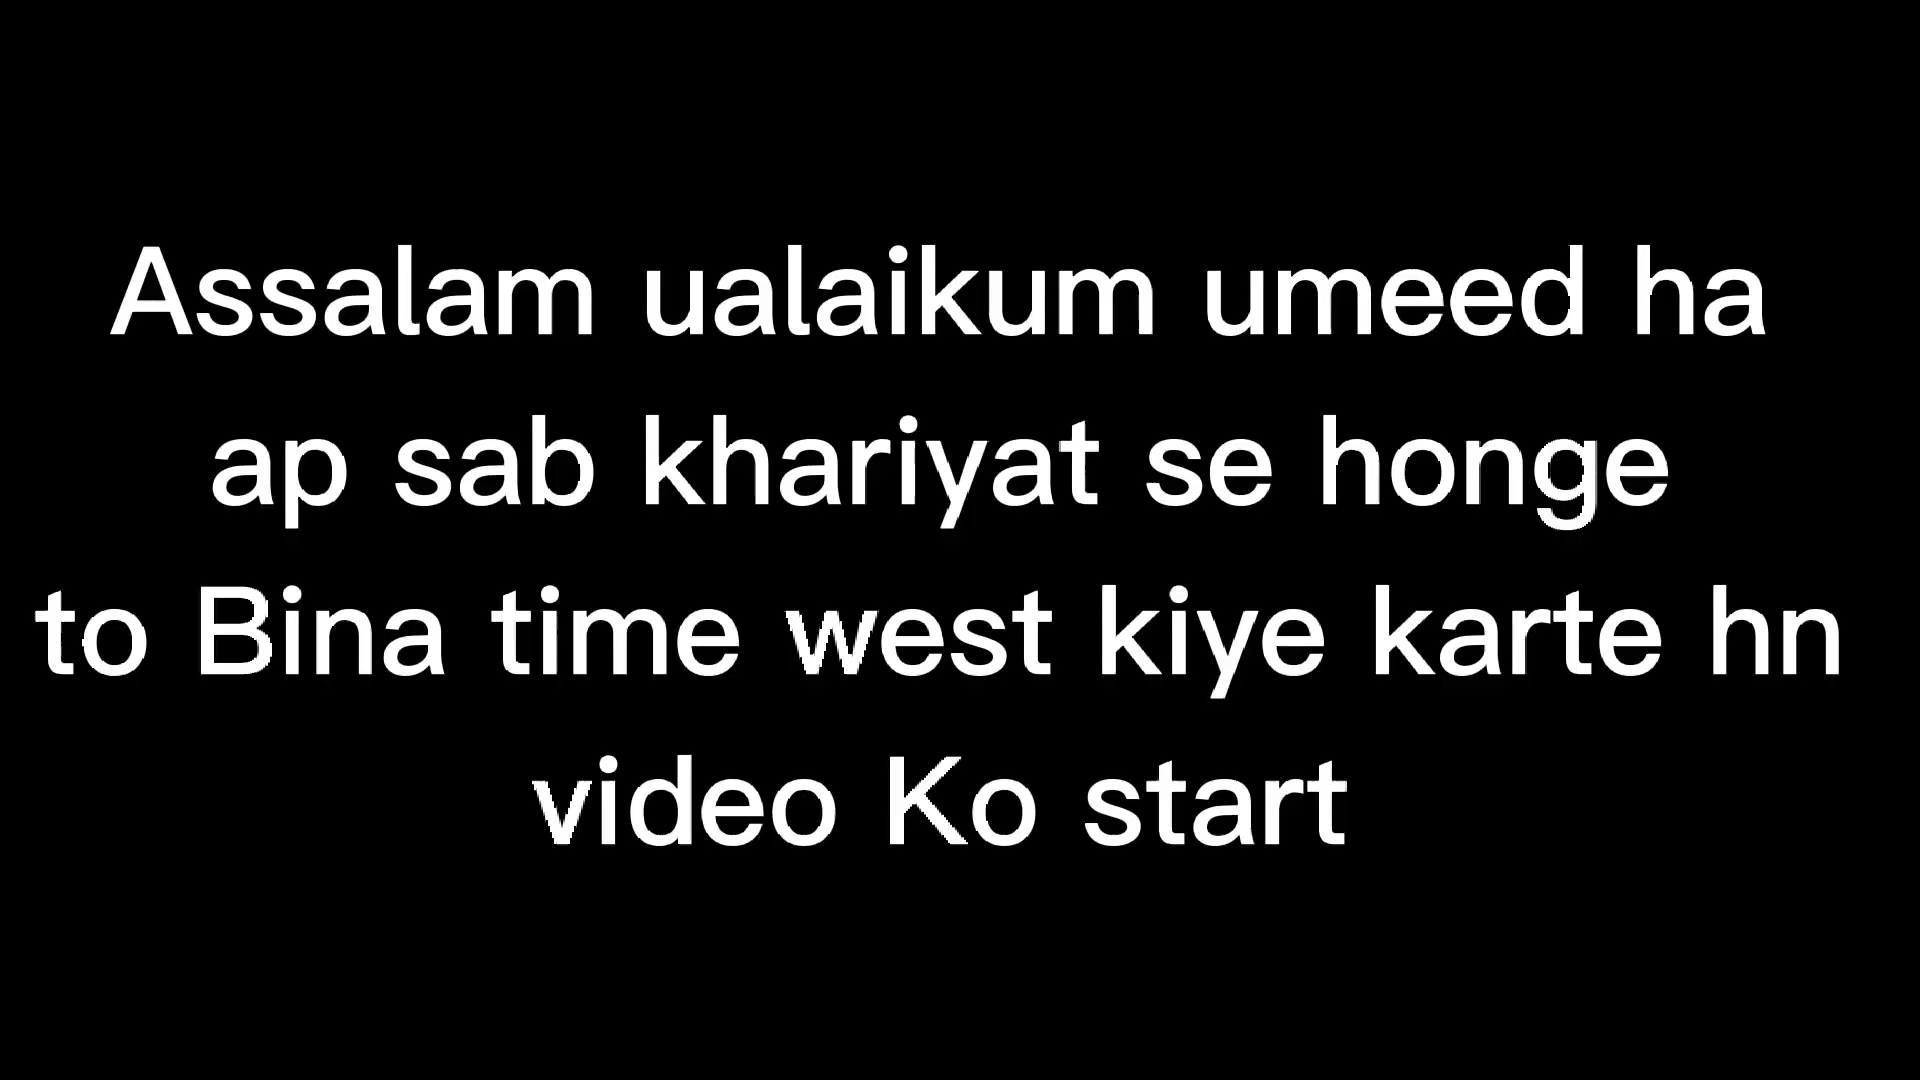 Assalam ualaikum umeed ha
ap sab khariyat se honge
to Bina time west kiye karte hn
video Ko start